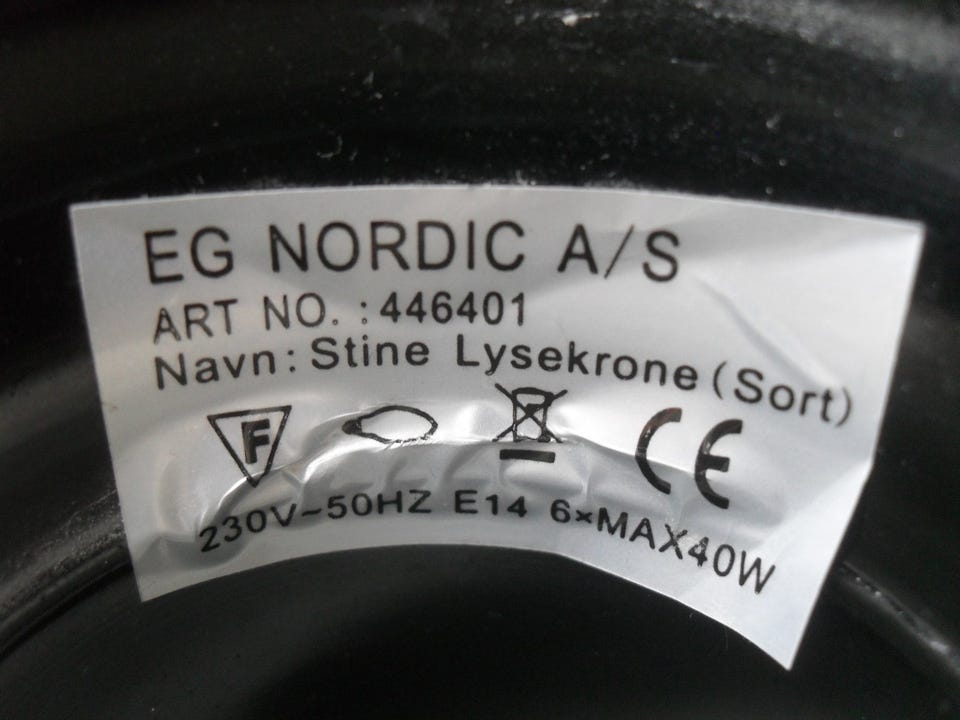 EG NORDIC A/S
ART NO. :446401
Navn: Stine Lysekrone (Sort)
F CE
230V~50HZ E14 6×MAX40W